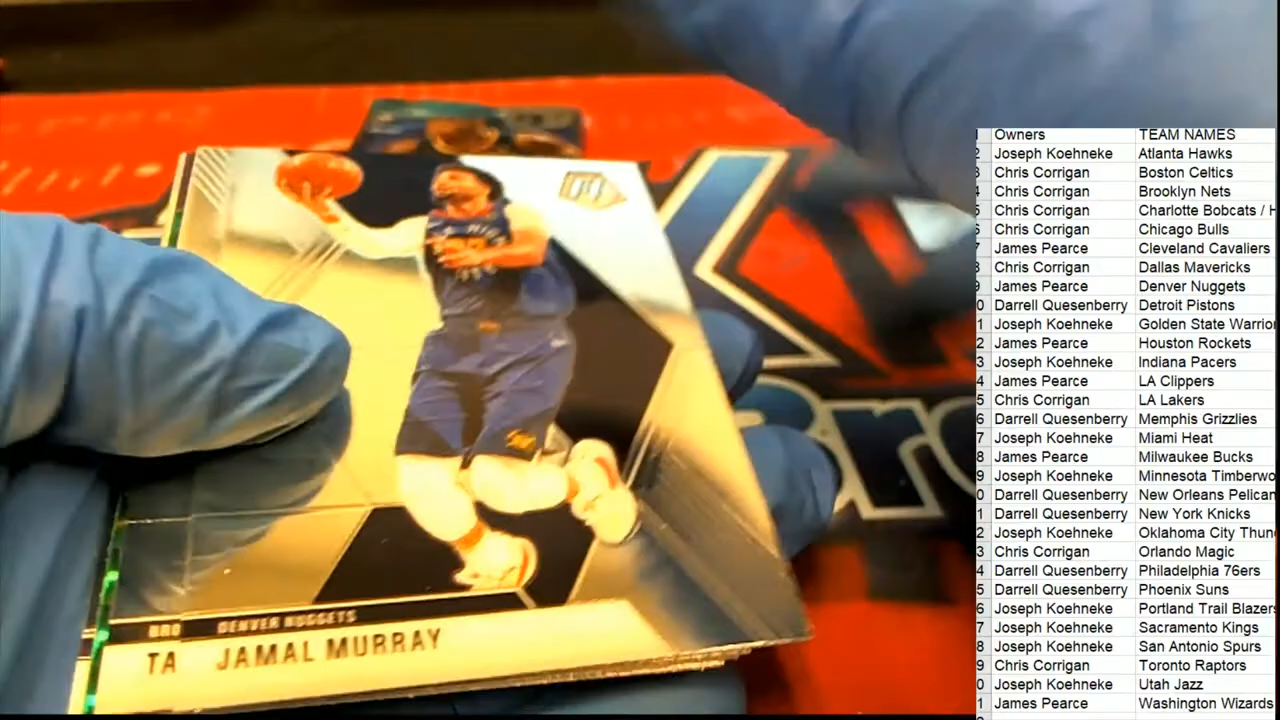 DENVER NUGGETS
TA JAMAL MURRAY
Bro
Owners TEAM NAMES
Joseph Koehneke Atlanta Hawks
Chris Corrigan Boston Celtics
Chris Corrigan Brooklyn Nets
Chris Corrigan Charlotte Bobcats / H
Chris Corrigan Chicago Bulls
James Pearce Cleveland Cavaliers
Chris Corrigan Dallas Mavericks
James Pearce Denver Nuggets
Darrell Quesenberry Detroit Pistons
Joseph Koehneke Golden State Warrior
James Pearce Houston Rockets
Joseph Koehneke Indiana Pacers
James Pearce LA Clippers
Chris Corrigan LA Lakers
Darrell Quesenberry Memphis Grizzlies
Joseph Koehneke Miami Heat
James Pearce Milwaukee Bucks
Joseph Koehneke Minnesota Timberwo
Darrell Quesenberry New Orleans Pelican
Darrell Quesenberry New York Knicks
Joseph Koehneke Oklahoma City Thun
Chris Corrigan Orlando Magic
Darrell Quesenberry Philadelphia 76ers
Darrell Quesenberry Phoenix Suns
Joseph Koehneke Portland Trail Blazers
Joseph Koehneke Sacramento Kings
Joseph Koehneke San Antonio Spurs
Chris Corrigan Toronto Raptors
Joseph Koehneke Utah Jazz
James Pearce Washington Wizards